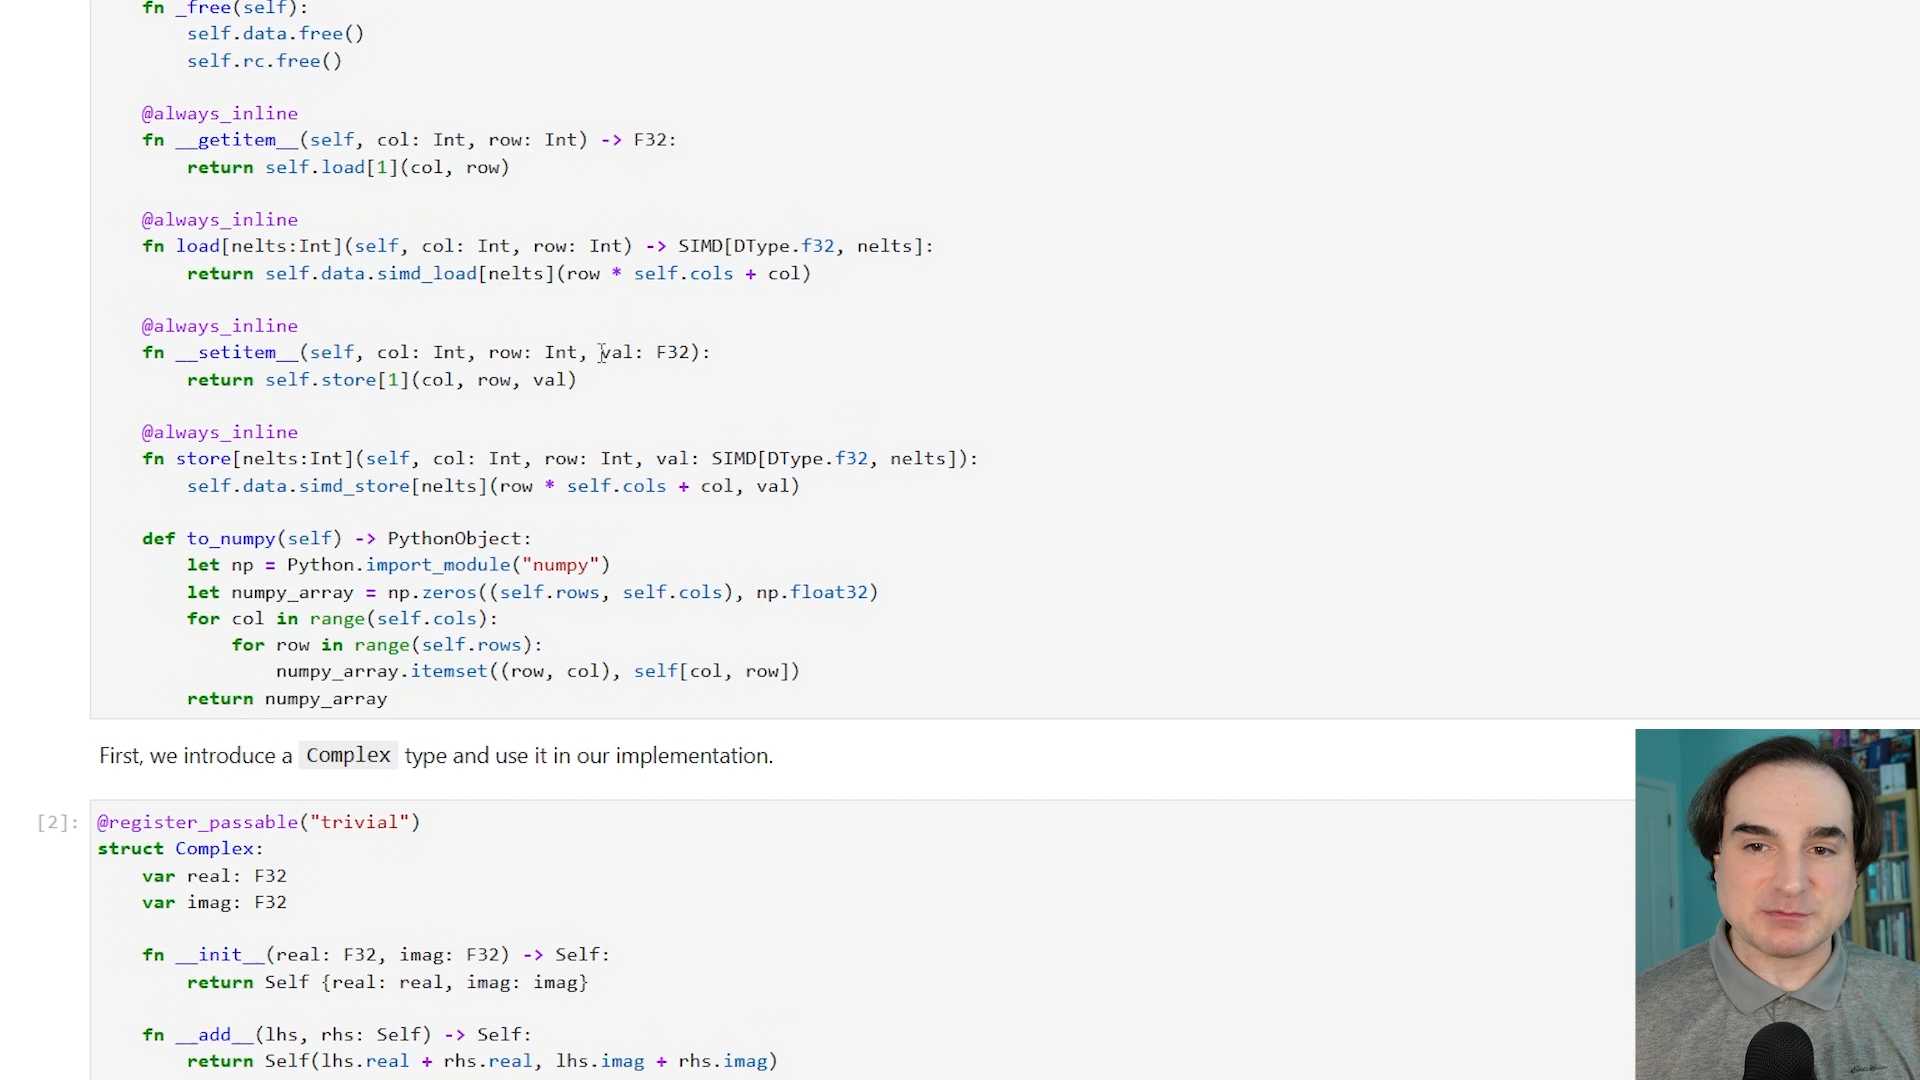 fn _free(self):
self.data.free()
self.rc.free()
@always_inline
fn __getitem__(self, col: Int, row: Int) -> F32:
return self.load[1](col, row)
@always_inline
fn load[nelts:Int](self, col: Int, row: Int) -> SIMD[DType.f32, nelts]:
return self.data.simd_load[nelts](row * self.cols + col)
@always_inline
fn __setitem__(self, col: Int, row: Int, val: F32):
return self.store[1](col, row, val)
@always_inline
fn store[nelts:Int](self, col: Int, row: Int, val: SIMD[DType.f32, nelts]):
self.data.simd_store[nelts](row * self.cols + col, val)
def to_numpy(self) -> PythonObject:
let np = Python.import_module("numpy")
let numpy_array = np.zeros((self.rows, self.cols), np.float32)
for col in range(self.cols):
for row in range(self.rows):
numpy_array.itemset((row, col), self[col, row])
return numpy_array
First, we introduce a Complex type and use it in our implementation.
[2]: @register_passable("trivial")
struct Complex:
var real: F32
var imag: F32
fn __init__(real: F32, imag: F32) -> Self:
return Self {real: real, imag: imag}
fn __add__(lhs, rhs: Self) -> Self:
return Self(lhs.real + rhs.real, lhs.imag + rhs.imag)